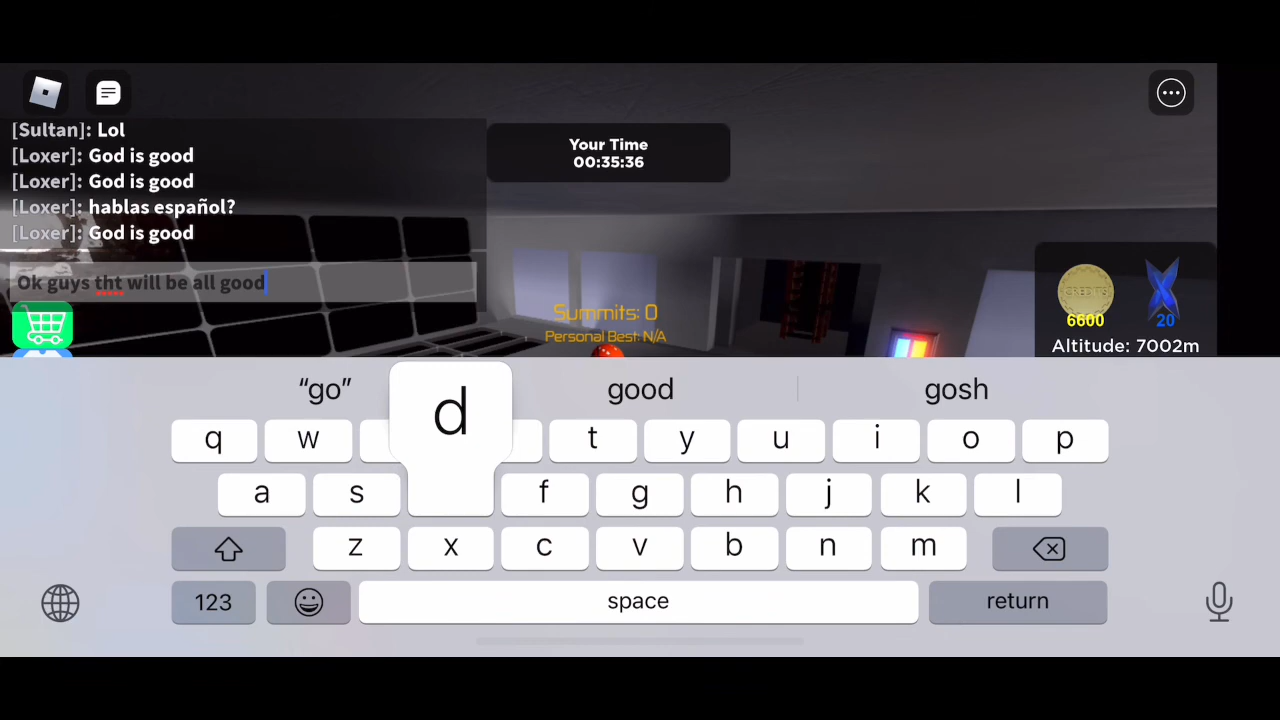 [Sultan]: Lol
[Loxer]: God is good
[Loxer]: God is good
[Loxer]: hablas español?
[Loxer]: God is good
Ok guys tht will be all good
Your Time
00:35:36
Summits: 0
Personal Best: N/A
CREDITS
6600
20
Altitude: 7002m
“go”
good
gosh
d
q w t y u i o p
a s f g h j k l
z x c v b n m
123
space
return